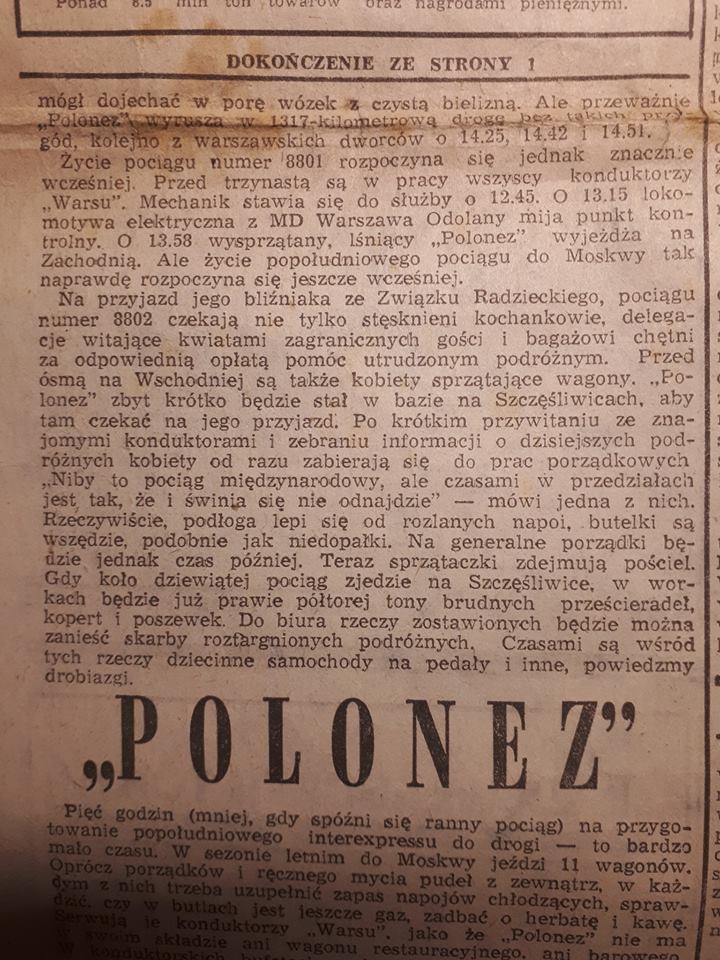 Ponad 8.5 mln ton towarów oraz nagrodami pieniężnymi.
DOKOŃCZENIE ZE STRONY 1
mógł dojechać w porę wózek z czystą bielizną. Ale przeważnie
„Polonez” wyrusza w 1317-kilometrową drogę bez takich przy-
gód, kolejno z warszawskich dworców o 14.25, 14.42 i 14.51.
Życie pociągu numer 8801 rozpoczyna się jednak znacznie
wcześniej. Przed trzynastą są w pracy wszyscy konduktorzy
„Warsu”. Mechanik stawia się do służby o 12.45. O 13.15 loko-
motywa elektryczna z MD Warszawa Odolany mija punkt kon-
trolny. O 13.58 wysprzątany, lśniący „Polonez” wyjeżdża na
Zachodnią. Ale życie popołudniowego pociągu do Moskwy tak
naprawdę rozpoczyna się jeszcze wcześniej.
Na przyjazd jego bliźniaka ze Związku Radzieckiego, pociągu
numer 8802 czekają nie tylko stęsknieni kochankowie, delega-
cje witające kwiatami zagranicznych gości i bagażowi chętni
za odpowiednią opłatą pomóc utrudzonym podróżnym. Przed
ósmą na Wschodniej są także kobiety sprzątające wagony. „Po-
lonez” zbyt krótko będzie stał w bazie na Szczęśliwicach, aby
tam czekać na jego przyjazd. Po krótkim przywitaniu ze zna-
jomymi konduktorami i zebraniu informacji o dzisiejszych pod-
różnych kobiety od razu zabierają się do prac porządkowych
„Niby to pociąg międzynarodowy, ale czasami w przedziałach
jest tak, że i świnia się nie odnajdzie” — mówi jedna z nich.
Rzeczywiście, podłoga lepi się od rozlanych napoi, butelki są
wszędzie, podobnie jak niedopałki. Na generalne porządki bę-
dzie jednak czas później. Teraz sprzątaczki zdejmują pościel.
Gdy koło dziewiątej pociąg zjedzie na Szczęśliwice, w wor-
kach będzie już prawie półtorej tony brudnych prześcieradeł,
kopert i poszewek. Do biura rzeczy zostawionych będzie można
zanieść skarby roztargnionych podróżnych. Czasami są wśród
tych rzeczy dziecinne samochody na pedały i inne, powiedzmy
drobiazgi.
„POLONEZ”
Pięć godzin (mniej, gdy spóźni się ranny pociąg) na przygo-
towanie popołudniowego interexpressu do drogi — to bardzo
mało czasu. W sezonie letnim do Moskwy jeździ 11 wagonów.
Oprócz porządków i ręcznego mycia pudeł z zewnątrz, w każ-
dym z nich trzeba uzupełnić zapas napojów chłodzących, spraw-
dzić, czy w butlach jest jeszcze gaz, zadbać o herbatę i kawę.
Serwują je konduktorzy „Warsu”, jako że „Polonez” nie ma
w swoim składzie ani wagonu restauracyjnego, ani barowego.
W konduktorskich